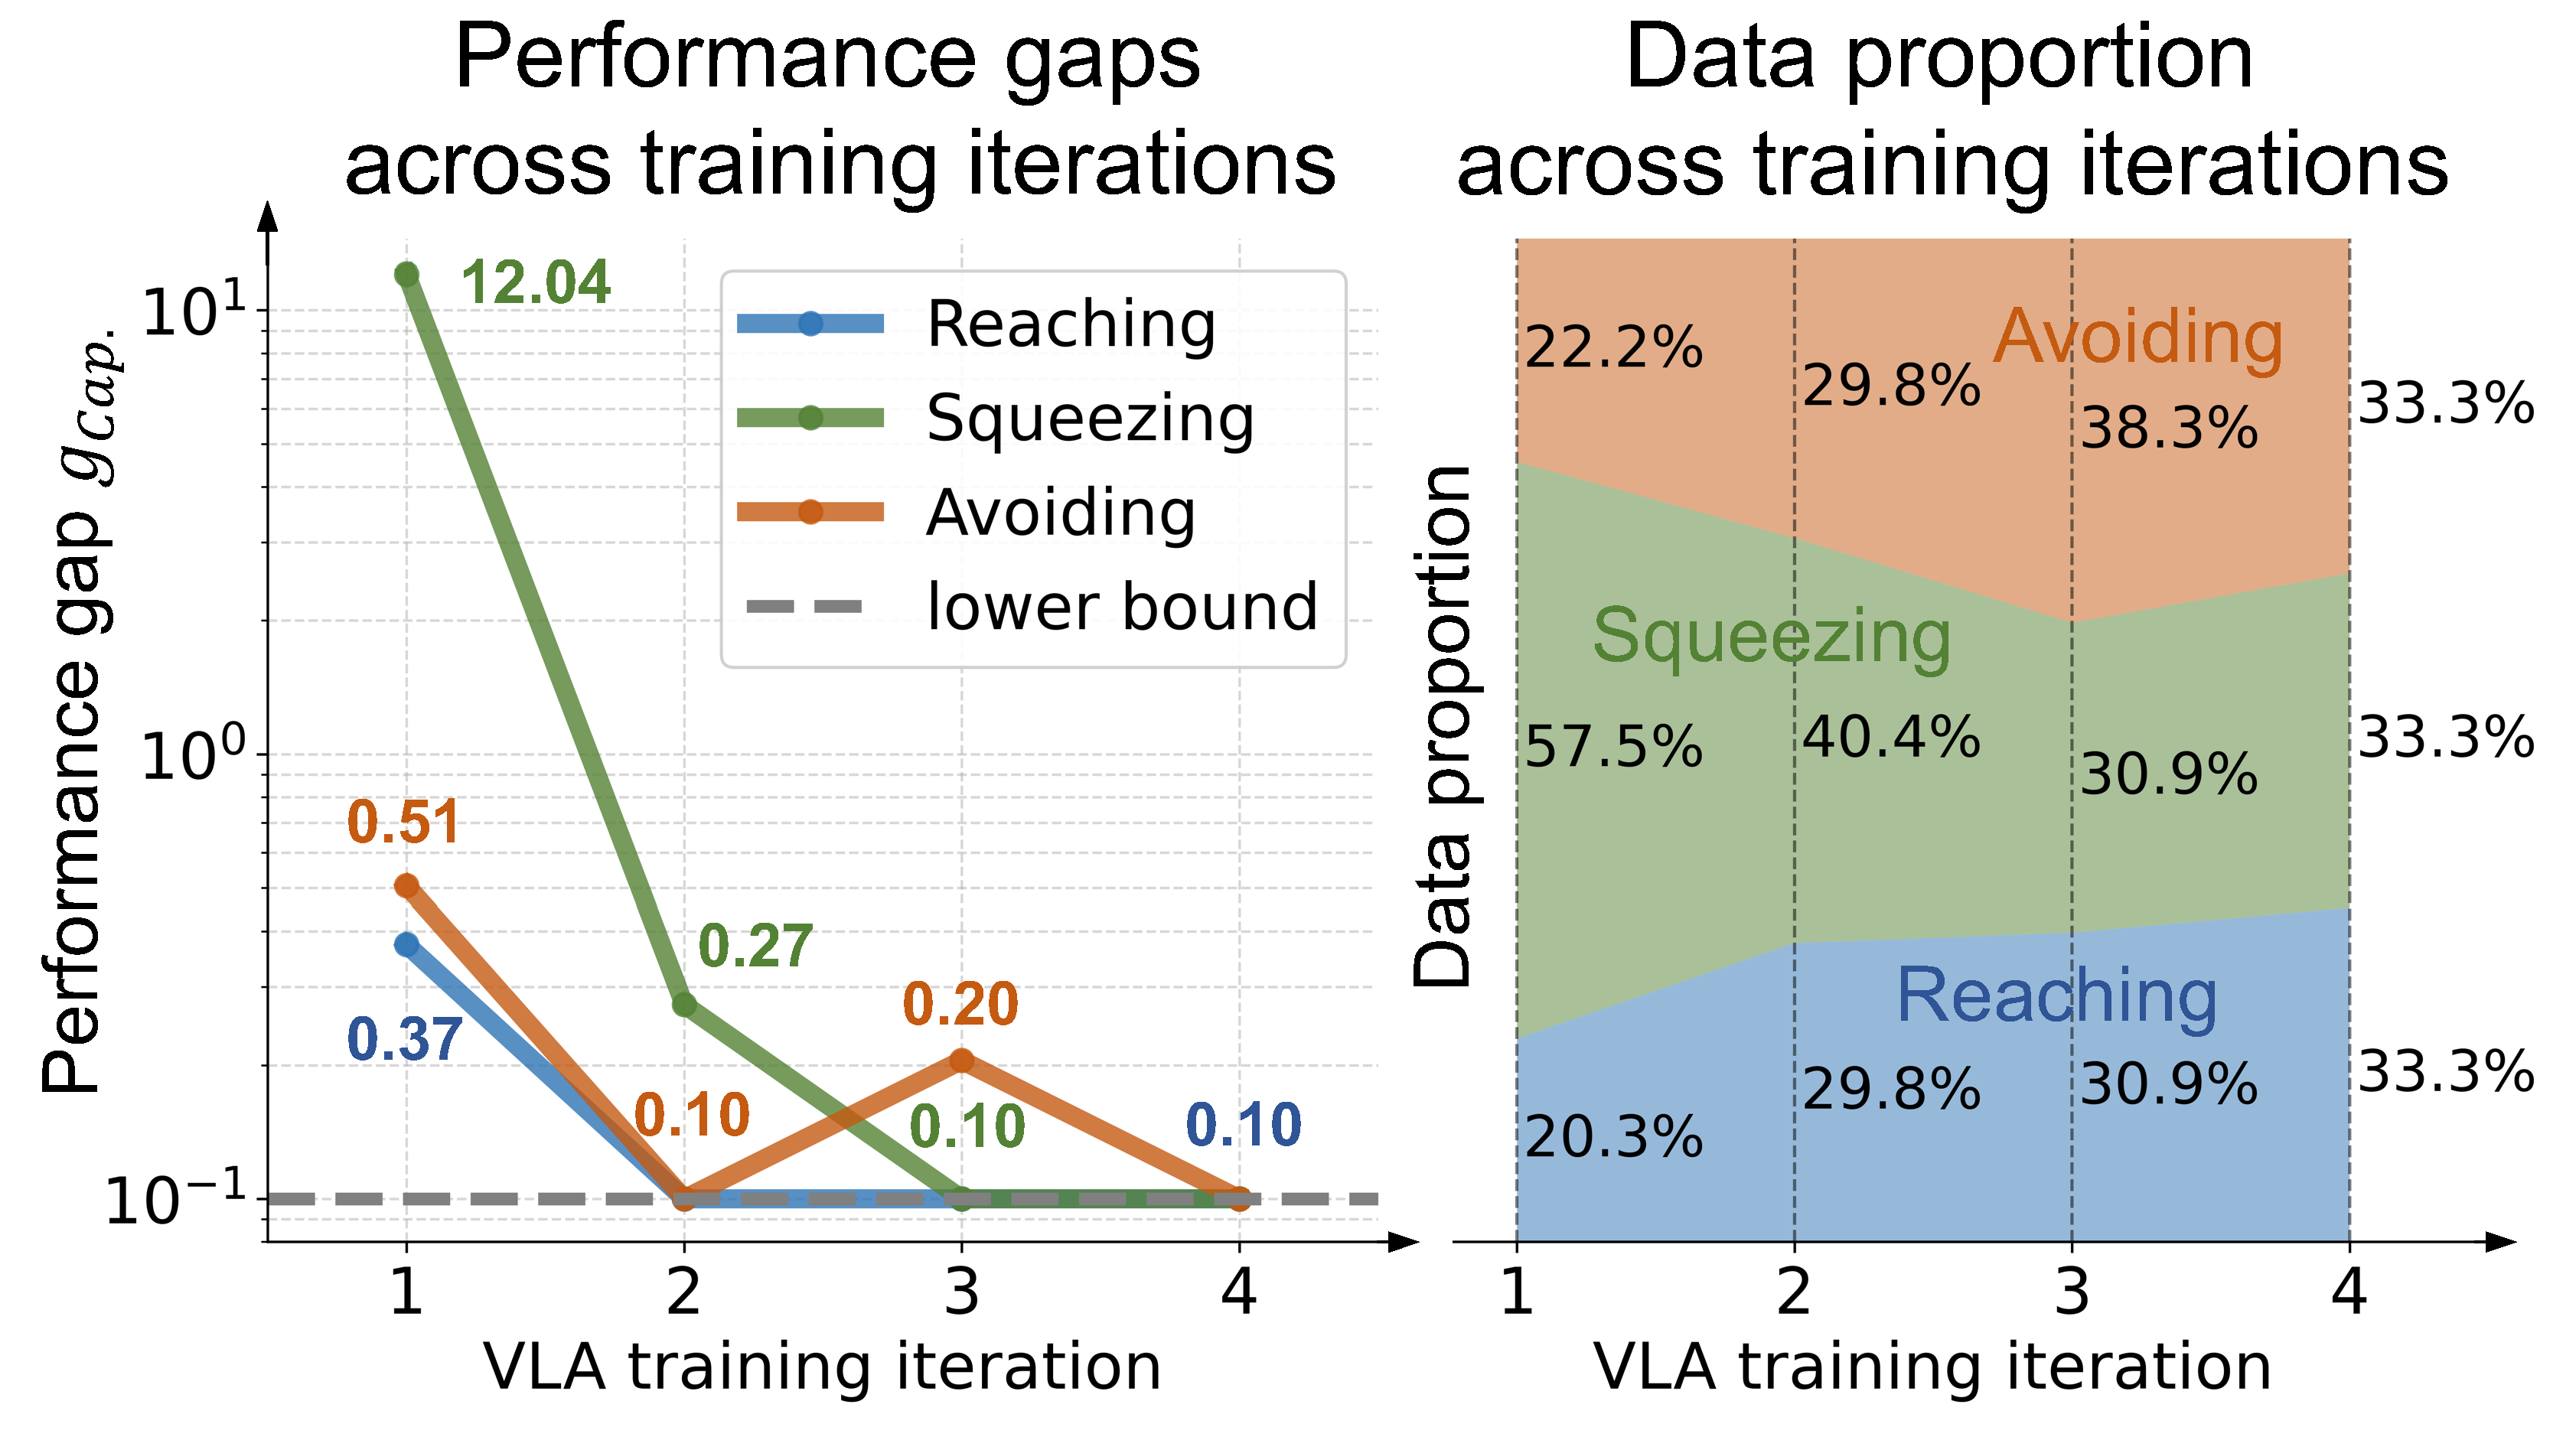 Performance gaps
across training iterations
Performance gap g_Cap.
10^1
10^0
10^−1
12.04
0.51
0.37
0.27
0.10
0.20
0.10
0.10
Reaching
Squeezing
Avoiding
lower bound
1 2 3 4
VLA training iteration
Data proportion
across training iterations
Data proportion
Avoiding
22.2% 29.8% 38.3% 33.3%
Squeezing
57.5% 40.4% 30.9% 33.3%
Reaching
20.3% 29.8% 30.9% 33.3%
1 2 3 4
VLA training iteration